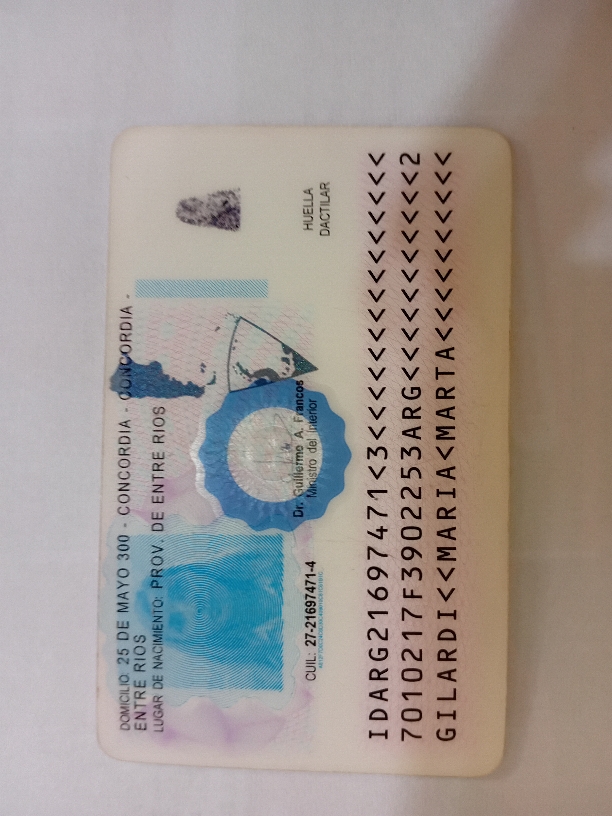 DOMICILIO: 25 DE MAYO 300 - CONCORDIA - CONCORDIA -
ENTRE RIOS
LUGAR DE NACIMIENTO: PROV. DE ENTRE RIOS
Dr. Guillermo A. Francos
Ministro del Interior
CUIL: 27-21697471-4
HUELLA
DACTILAR
IDARG21697471<3<<<<<<<<<<<<<<<
7010217F3902253ARG<<<<<<<<<<<2
GILARDI<<MARIA<MARTA<<<<<<<<<<